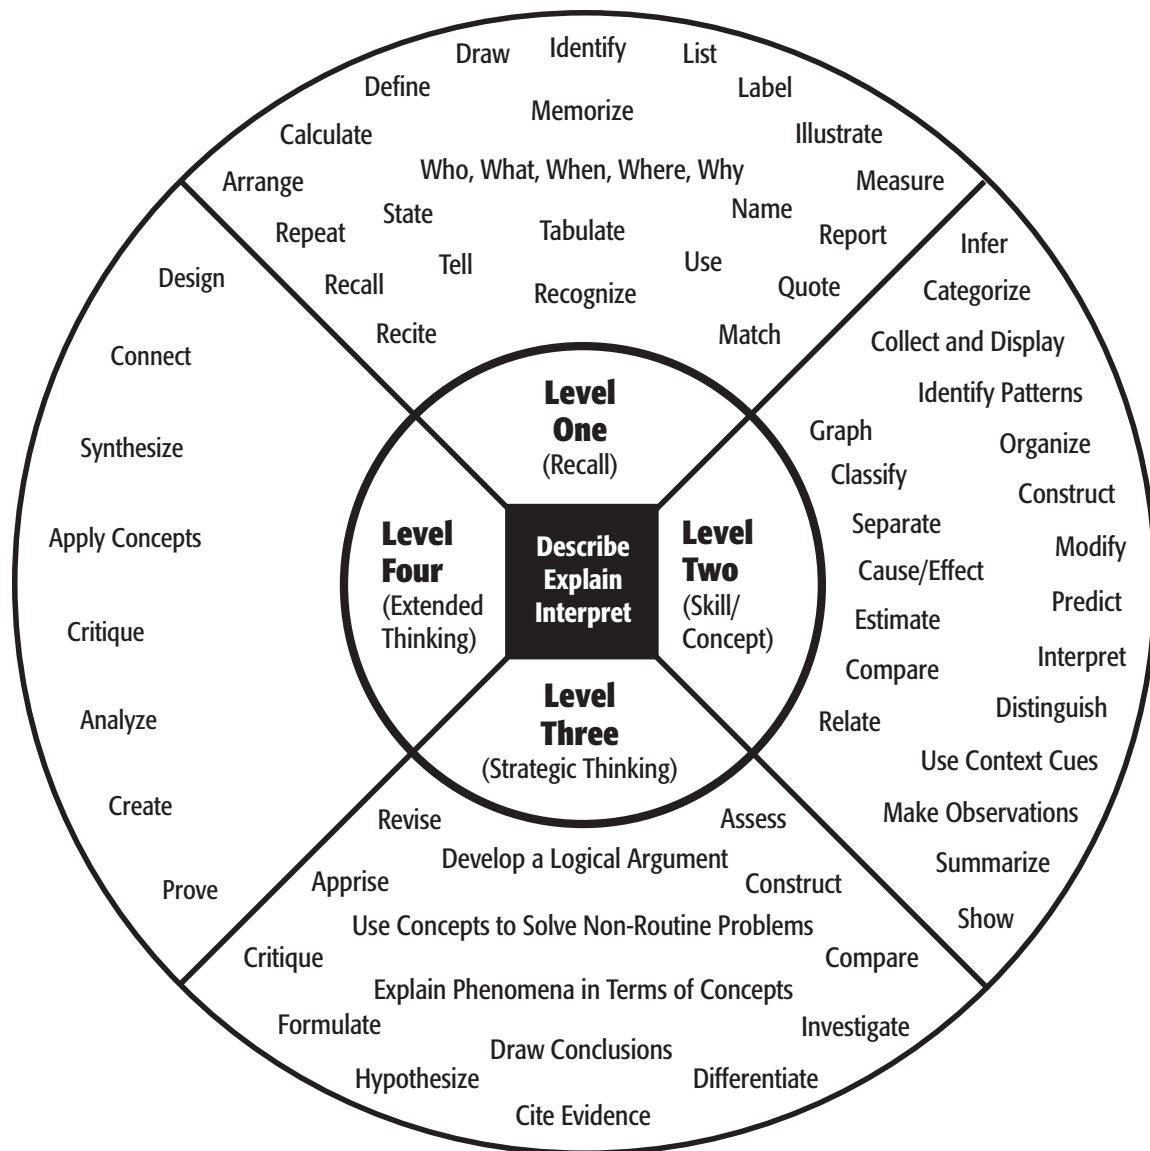 Draw
Identify
List
Define
Label
Memorize
Calculate
Illustrate
Who, What, When, Where, Why
Arrange
Measure
State
Name
Repeat
Tabulate
Report
Tell
Use
Recall
Recognize
Quote
Recite
Match
Infer
Categorize
Collect and Display
Identify Patterns
Graph
Organize
Classify
Construct
Separate
Modify
Cause/Effect
Predict
Estimate
Interpret
Compare
Distinguish
Relate
Use Context Cues
Make Observations
Summarize
Show
Design
Connect
Synthesize
Apply Concepts
Critique
Analyze
Create
Prove
Level
One
(Recall)
Level
Four
(Extended
Thinking)
Describe
Explain
Interpret
Level
Two
(Skill/
Concept)
Level
Three
(Strategic Thinking)
Revise
Assess
Develop a Logical Argument
Apprise
Construct
Use Concepts to Solve Non-Routine Problems
Critique
Compare
Explain Phenomena in Terms of Concepts
Formulate
Investigate
Draw Conclusions
Hypothesize
Differentiate
Cite Evidence